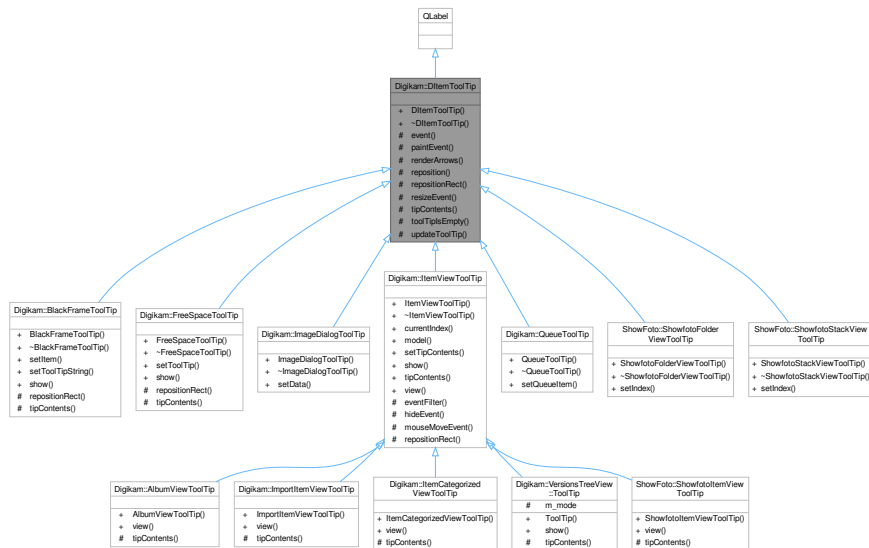 QLabel
Digikam::DItemToolTip
+ DItemToolTip()
+ ~DItemToolTip()
# event()
# paintEvent()
# renderArrows()
# reposition()
# repositionRect()
# resizeEvent()
# tipContents()
# toolTipIsEmpty()
# updateToolTip()
Digikam::BlackFrameToolTip
+ BlackFrameToolTip()
+ ~BlackFrameToolTip()
+ setItem()
+ setToolTipString()
+ show()
# repositionRect()
# tipContents()
Digikam::FreeSpaceToolTip
+ FreeSpaceToolTip()
+ ~FreeSpaceToolTip()
+ setToolTip()
+ show()
# repositionRect()
# tipContents()
Digikam::ImageDialogToolTip
+ ImageDialogToolTip()
+ ~ImageDialogToolTip()
+ setData()
Digikam::ItemViewToolTip
+ ItemViewToolTip()
+ ~ItemViewToolTip()
+ currentIndex()
+ model()
+ setTipContents()
+ show()
+ tipContents()
+ view()
# eventFilter()
# hideEvent()
# mouseMoveEvent()
# repositionRect()
Digikam::QueueToolTip
+ QueueToolTip()
+ ~QueueToolTip()
+ setQueueItem()
ShowFoto::ShowfotoFolder
ViewToolTip
+ ShowfotoFolderViewToolTip()
+ ~ShowfotoFolderViewToolTip()
+ setIndex()
ShowFoto::ShowfotoStackView
ToolTip
+ ShowfotoStackViewToolTip()
+ ~ShowfotoStackViewToolTip()
+ setIndex()
Digikam::AlbumViewToolTip
+ AlbumViewToolTip()
+ view()
# tipContents()
Digikam::ImportItemViewToolTip
+ ImportItemViewToolTip()
+ view()
# tipContents()
Digikam::ItemCategorized
ViewToolTip
+ ItemCategorizedViewToolTip()
+ view()
# tipContents()
Digikam::VersionsTreeView
::ToolTip
# m_mode
+ ToolTip()
+ show()
# tipContents()
ShowFoto::ShowfotoItemView
ToolTip
+ ShowfotoItemViewToolTip()
+ view()
# tipContents()